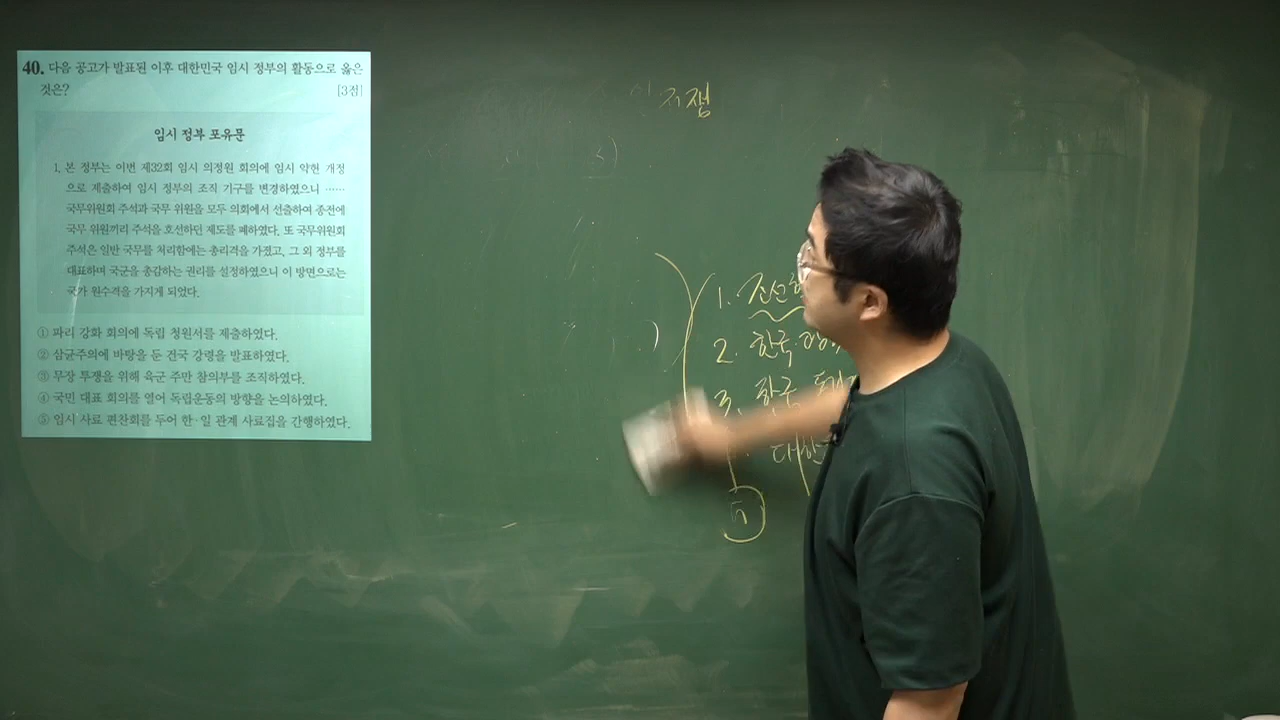 40. 다음 공고가 발표된 이후 대한민국 임시 정부의 활동으로 옳은
것은? [3점]
임시 정부 포유문
1. 본 정부는 이번 제32회 임시 의정원 회의에 임시 약헌 개정
으로 제출하여 임시 정부의 조직 기구를 변경하였으니 ……
국무위원회 주석과 국무 위원을 모두 의회에서 선출하여 종전에
국무 위원끼리 주석을 호선하던 제도를 폐하였다. 또 국무위원회
주석은 일반 국무를 처리함에는 총리격을 가졌고, 그 외 정부를
대표하며 국군을 총감하는 권리를 설정하였으니 이 방면으로는
국가 원수격을 가지게 되었다.
① 파리 강화 회의에 독립 청원서를 제출하였다.
② 삼균주의에 바탕을 둔 건국 강령을 발표하였다.
③ 무장 투쟁을 위해 육군 주만 참의부를 조직하였다.
④ 국민 대표 회의를 열어 독립운동의 방향을 논의하였다.
⑤ 임시 사료 편찬회를 두어 한·일 관계 사료집을 간행하였다.
1. 조선
2. 한국
3. 한국
대한